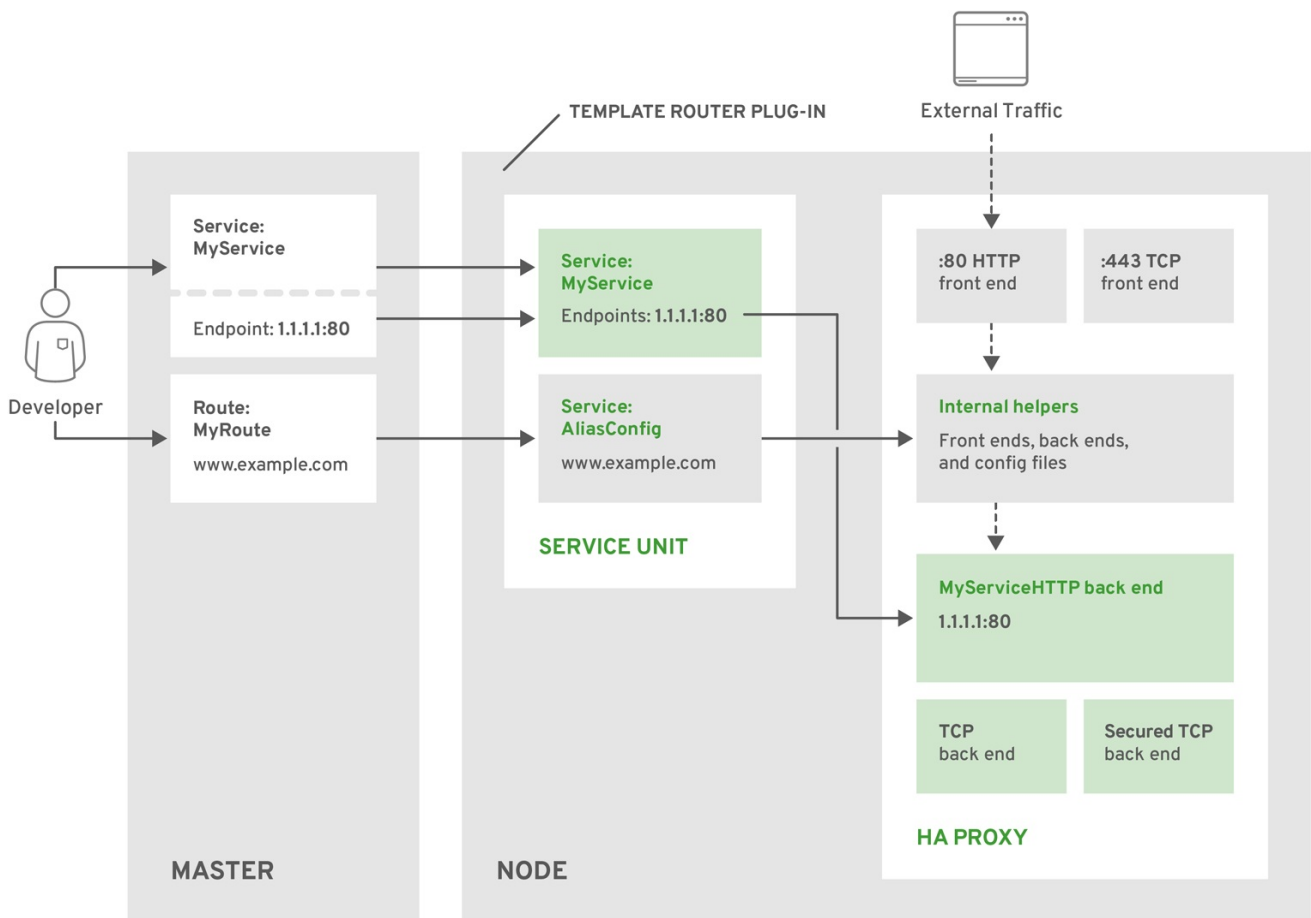 External Traffic
TEMPLATE ROUTER PLUG-IN
Developer
Service:
MyService
Endpoint: 1.1.1.1:80
Route:
MyRoute
www.example.com
MASTER
Service:
MyService
Endpoints: 1.1.1.1:80
Service:
AliasConfig
www.example.com
SERVICE UNIT
NODE
:80 HTTP
front end
:443 TCP
front end
Internal helpers
Front ends, back ends,
and config files
MyServiceHTTP back end
1.1.1.1:80
TCP
back end
Secured TCP
back end
HA PROXY